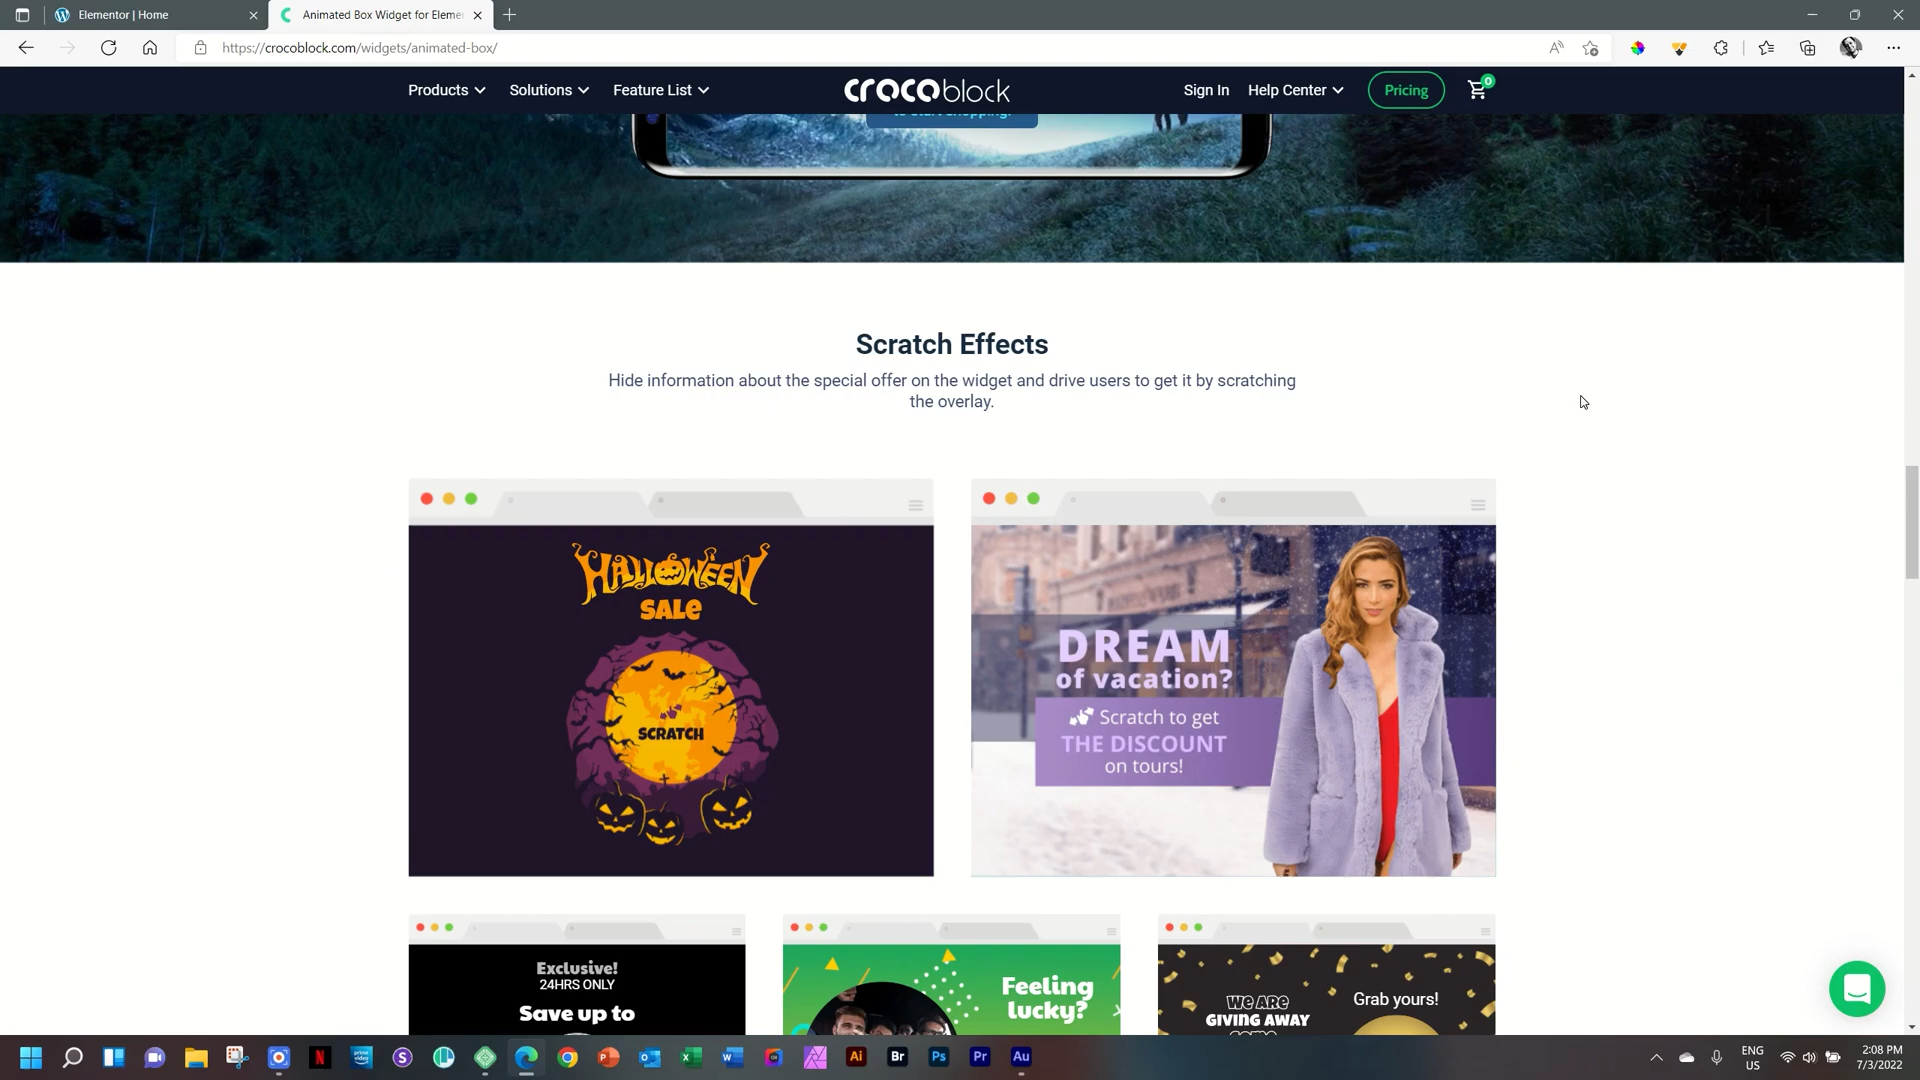 Elementor | Home
Animated Box Widget for Eleme
https://crocoblock.com/widgets/animated-box/
Products
Solutions
Feature List
crocoblock
Sign In
Help Center
Pricing
0
Scratch Effects
Hide information about the special offer on the widget and drive users to get it by scratching
the overlay.
HALLOWEEN
SALE
SCRATCH
DREAM
of vacation?
Scratch to get
THE DISCOUNT
on tours!
Exclusive!
24HRS ONLY
Save up to
Feeling
lucky?
WE ARE
GIVING AWAY
Grab yours!
ENG
US
2:08 PM
7/3/2022